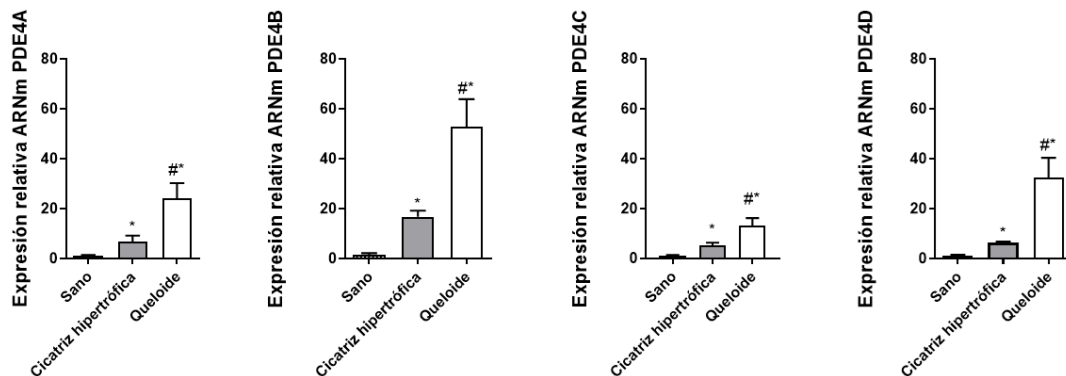 Expresión relativa ARNm PDE4A
80
60
40
20
0
*
#*
Sano
Cicatriz hipertrófica
Queloide
Expresión relativa ARNm PDE4B
80
60
40
20
0
*
#*
Sano
Cicatriz hipertrófica
Queloide
Expresión relativa ARNm PDE4C
80
60
40
20
0
*
#*
Sano
Cicatriz hipertrófica
Queloide
Expresión relativa ARNm PDE4D
80
60
40
20
0
*
#*
Sano
Cicatriz hipertrófica
Queloide